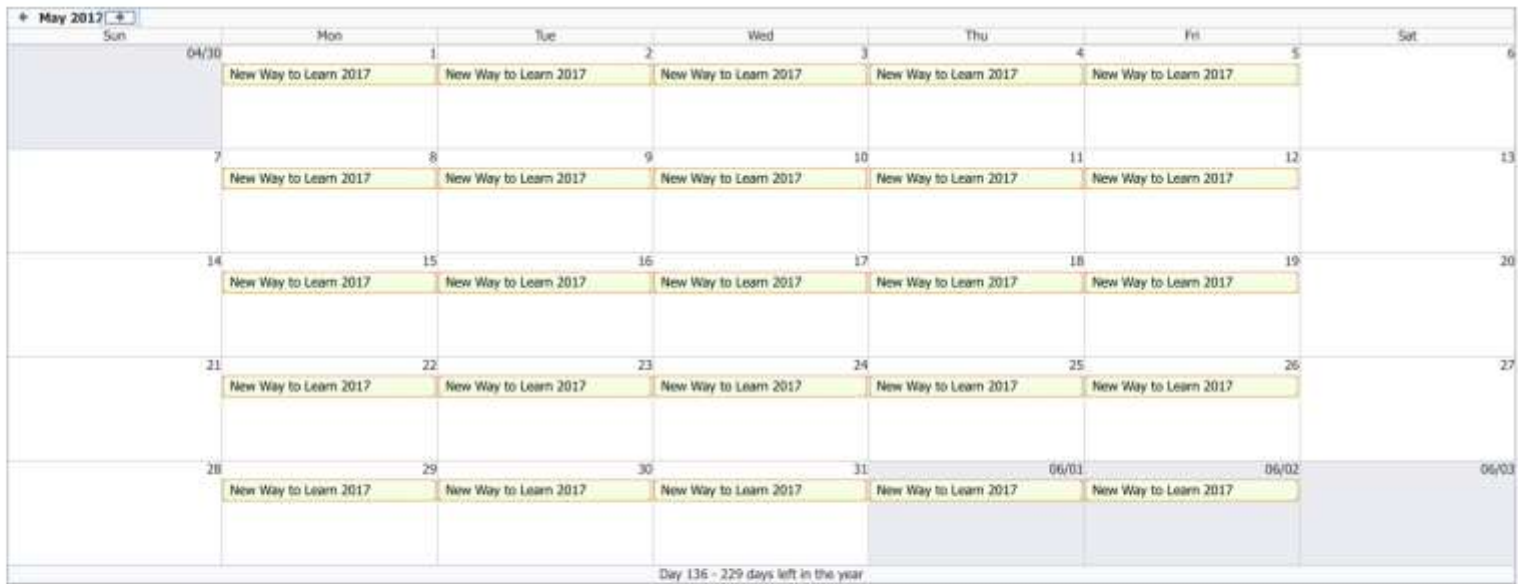 May 2017
Sun Mon Tue Wed Thu Fri Sat
04/30 1 2 3 4 5 6
New Way to Learn 2017 New Way to Learn 2017 New Way to Learn 2017 New Way to Learn 2017 New Way to Learn 2017
7 8 9 10 11 12 13
New Way to Learn 2017 New Way to Learn 2017 New Way to Learn 2017 New Way to Learn 2017 New Way to Learn 2017
14 15 16 17 18 19 20
New Way to Learn 2017 New Way to Learn 2017 New Way to Learn 2017 New Way to Learn 2017 New Way to Learn 2017
21 22 23 24 25 26 27
New Way to Learn 2017 New Way to Learn 2017 New Way to Learn 2017 New Way to Learn 2017 New Way to Learn 2017
28 29 30 31 06/01 06/02 06/03
New Way to Learn 2017 New Way to Learn 2017 New Way to Learn 2017 New Way to Learn 2017 New Way to Learn 2017
Day 136 - 229 days left in the year